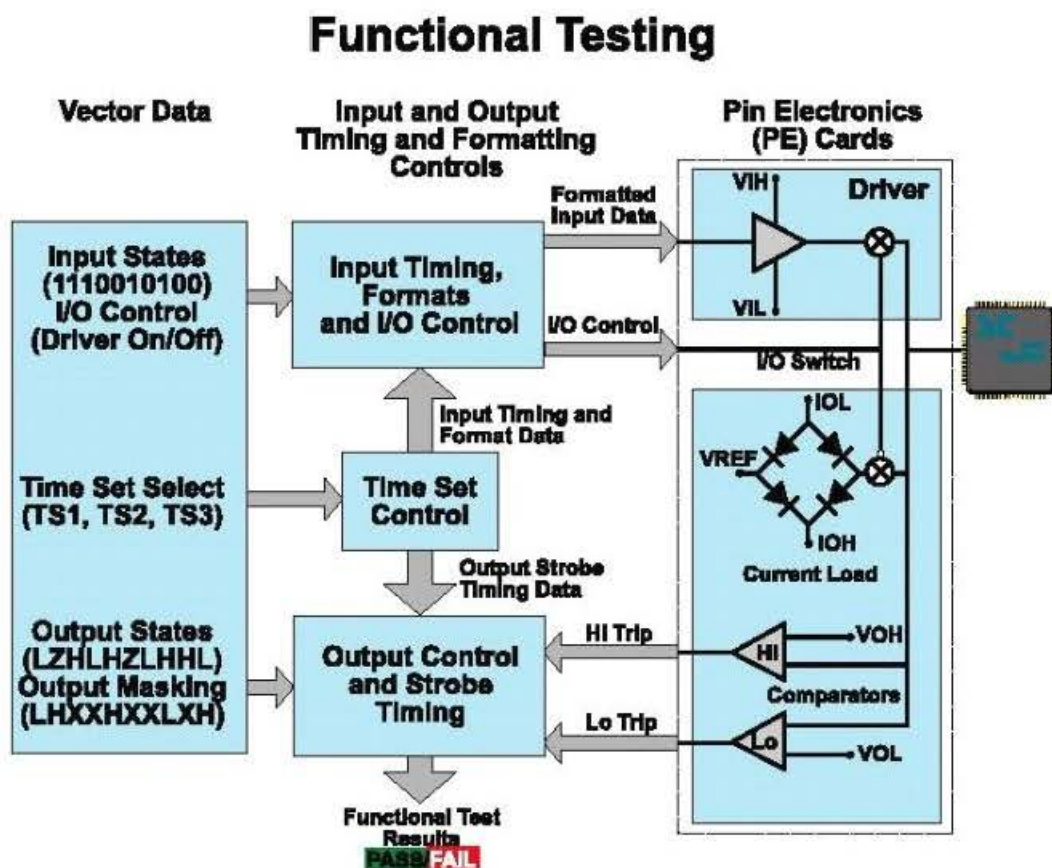 Functional Testing
Vector Data
Input and Output
Timing and Formatting
Controls
Pin Electronics
(PE) Cards
Input States
(1110010100)
I/O Control
(Driver On/Off)
Time Set Select
(TS1, TS2, TS3)
Output States
(LZHLHZLHHL)
Output Masking
(LHXXHXXLXH)
Input Timing,
Formats
and I/O Control
Input Timing and
Format Data
Time Set
Control
Output Strobe
Timing Data
Output Control
and Strobe
Timing
Functional Test
Results
PASS/FAIL
Formatted
Input Data
I/O Control
Hi Trip
Lo Trip
VIH
Driver
VIL
I/O Switch
IOL
VREF
IOH
Current Load
VOH
Hi
Comparators
Lo
VOL